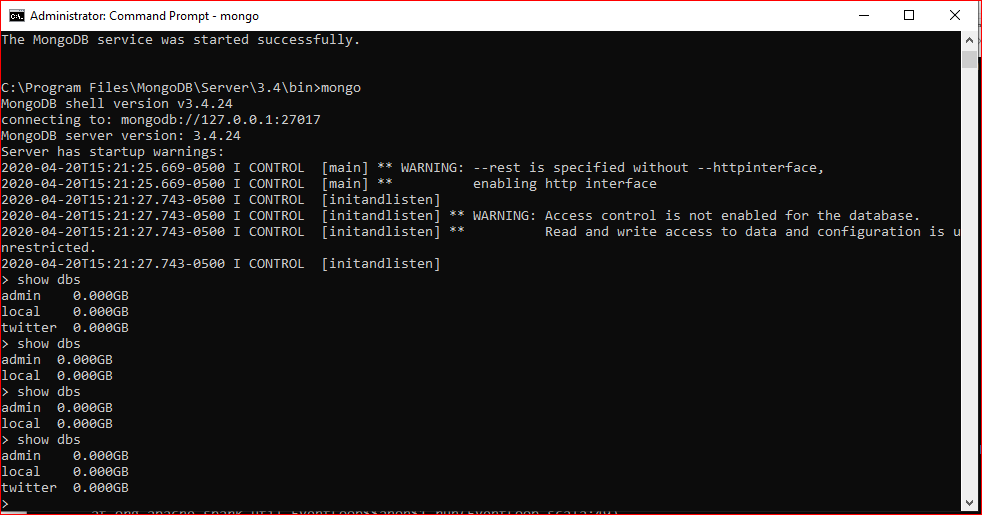 Administrator: Command Prompt - mongo
The MongoDB service was started successfully.
C:\Program Files\MongoDB\Server\3.4\bin>mongo
MongoDB shell version v3.4.24
connecting to: mongodb://127.0.0.1:27017
MongoDB server version: 3.4.24
Server has startup warnings:
2020-04-20T15:21:25.669-0500 I CONTROL  [main] ** WARNING: --rest is specified without --httpinterface,
2020-04-20T15:21:25.669-0500 I CONTROL  [main] **          enabling http interface
2020-04-20T15:21:27.743-0500 I CONTROL  [initandlisten]
2020-04-20T15:21:27.743-0500 I CONTROL  [initandlisten] ** WARNING: Access control is not enabled for the database.
2020-04-20T15:21:27.743-0500 I CONTROL  [initandlisten] **          Read and write access to data and configuration is u
nrestricted.
2020-04-20T15:21:27.743-0500 I CONTROL  [initandlisten]
> show dbs
admin    0.000GB
local    0.000GB
twitter  0.000GB
> show dbs
admin  0.000GB
local  0.000GB
> show dbs
admin  0.000GB
local  0.000GB
> show dbs
admin    0.000GB
local    0.000GB
twitter  0.000GB
>